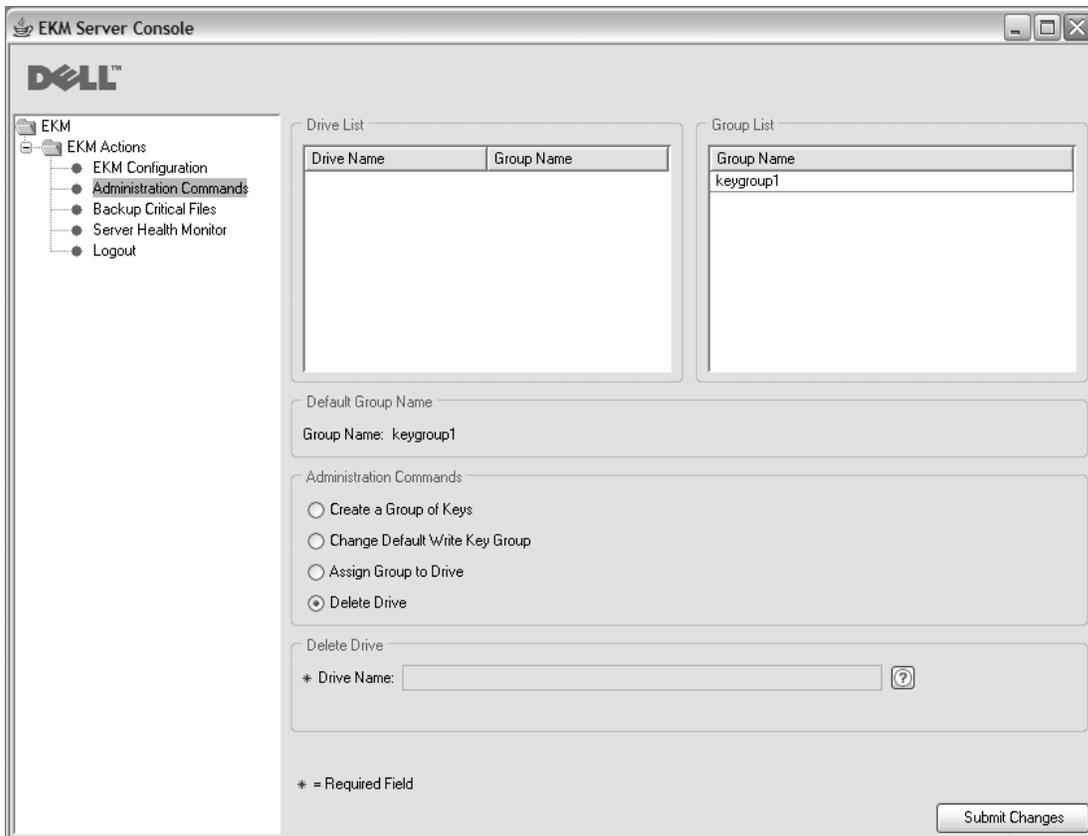 EKM Server Console
DELL™
EKM
EKM Actions
EKM Configuration
Administration Commands
Backup Critical Files
Server Health Monitor
Logout
Drive List
Drive Name Group Name
Group List
Group Name
keygroup1
Default Group Name
Group Name: keygroup1
Administration Commands
Create a Group of Keys
Change Default Write Key Group
Assign Group to Drive
Delete Drive
Delete Drive
* Drive Name: ?
* = Required Field
Submit Changes